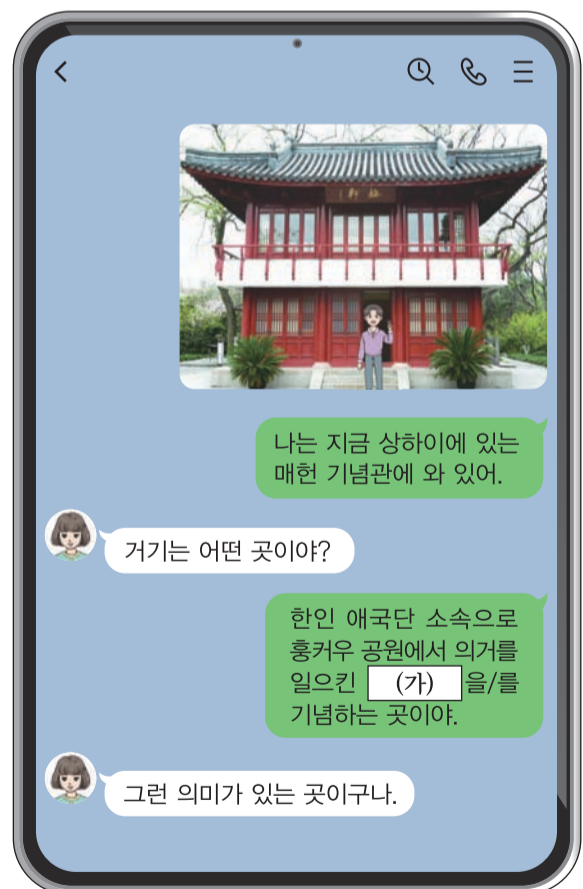 나는 지금 상하이에 있는
매헌 기념관에 와 있어.
거기는 어떤 곳이야?
한인 애국단 소속으로
훙커우 공원에서 의거를
일으킨 (가) 을/를
기념하는 곳이야.
그런 의미가 있는 곳이구나.